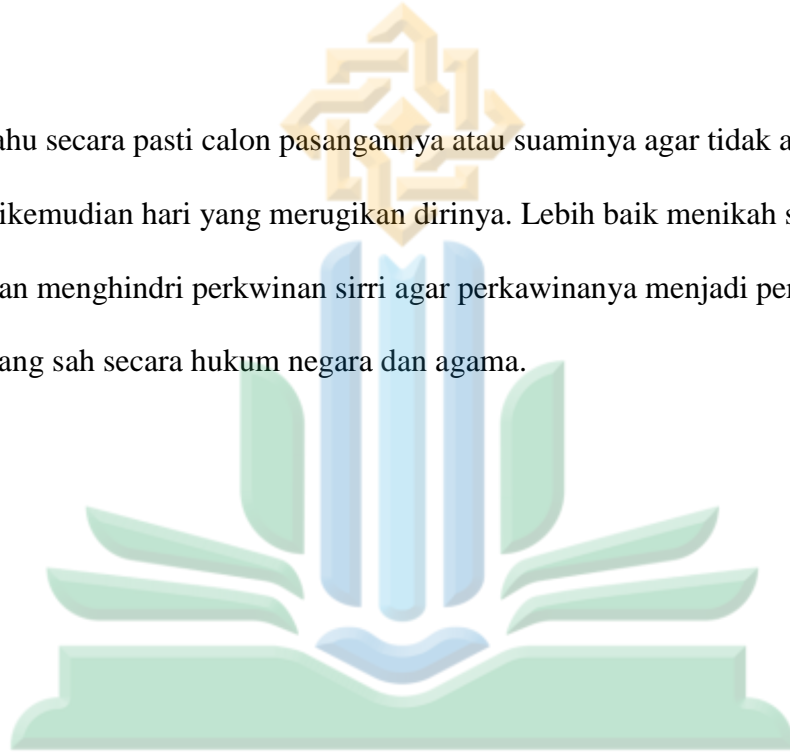 ahu secara pasti calon pasangannya atau suaminya agar tidak a
ikemudian hari yang merugikan dirinya. Lebih baik menikah s
an menghindri perkwinan sirri agar perkawinanya menjadi per
ang sah secara hukum negara dan agama.